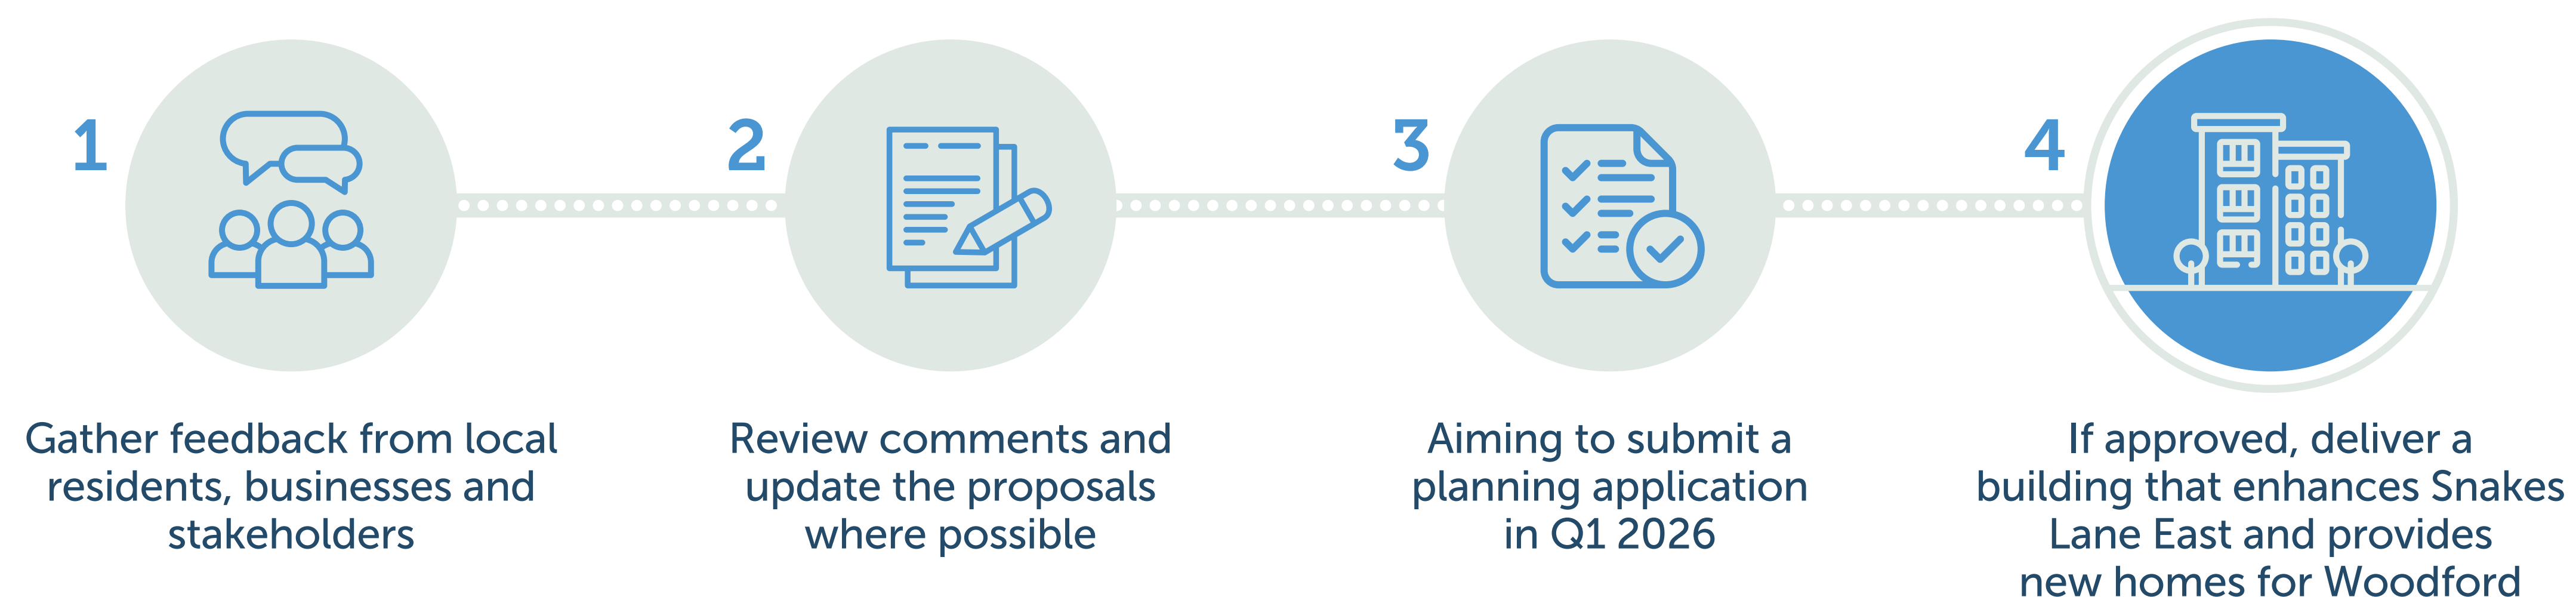 1
Gather feedback from local
residents, businesses and
stakeholders
2
Review comments and
update the proposals
where possible
3
Aiming to submit a
planning application
in Q1 2026
4
If approved, deliver a
building that enhances Snakes
Lane East and provides
new homes for Woodford